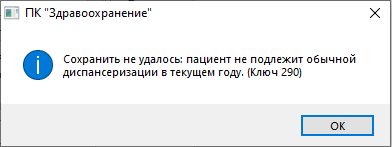 ПК "Здравоохранение"
Сохранить не удалось: пациент не подлежит обычной
диспансеризации в текущем году. (Ключ 290)
OK